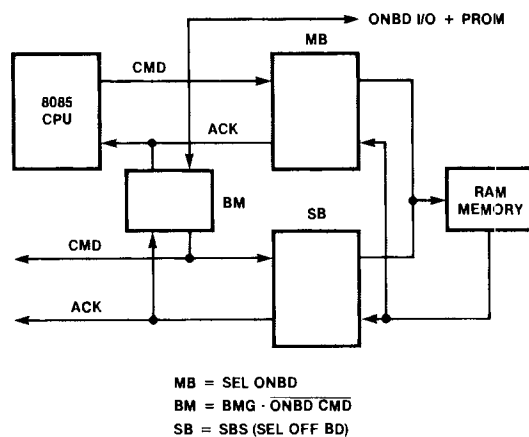 ONBD I/O + PROM
MB
CMD
8085
CPU
ACK
RAM
MEMORY
BM
SB
CMD
ACK
MB = SEL ONBD
BM = BMG · ONBD CMD
SB = SBS (SEL OFF BD)